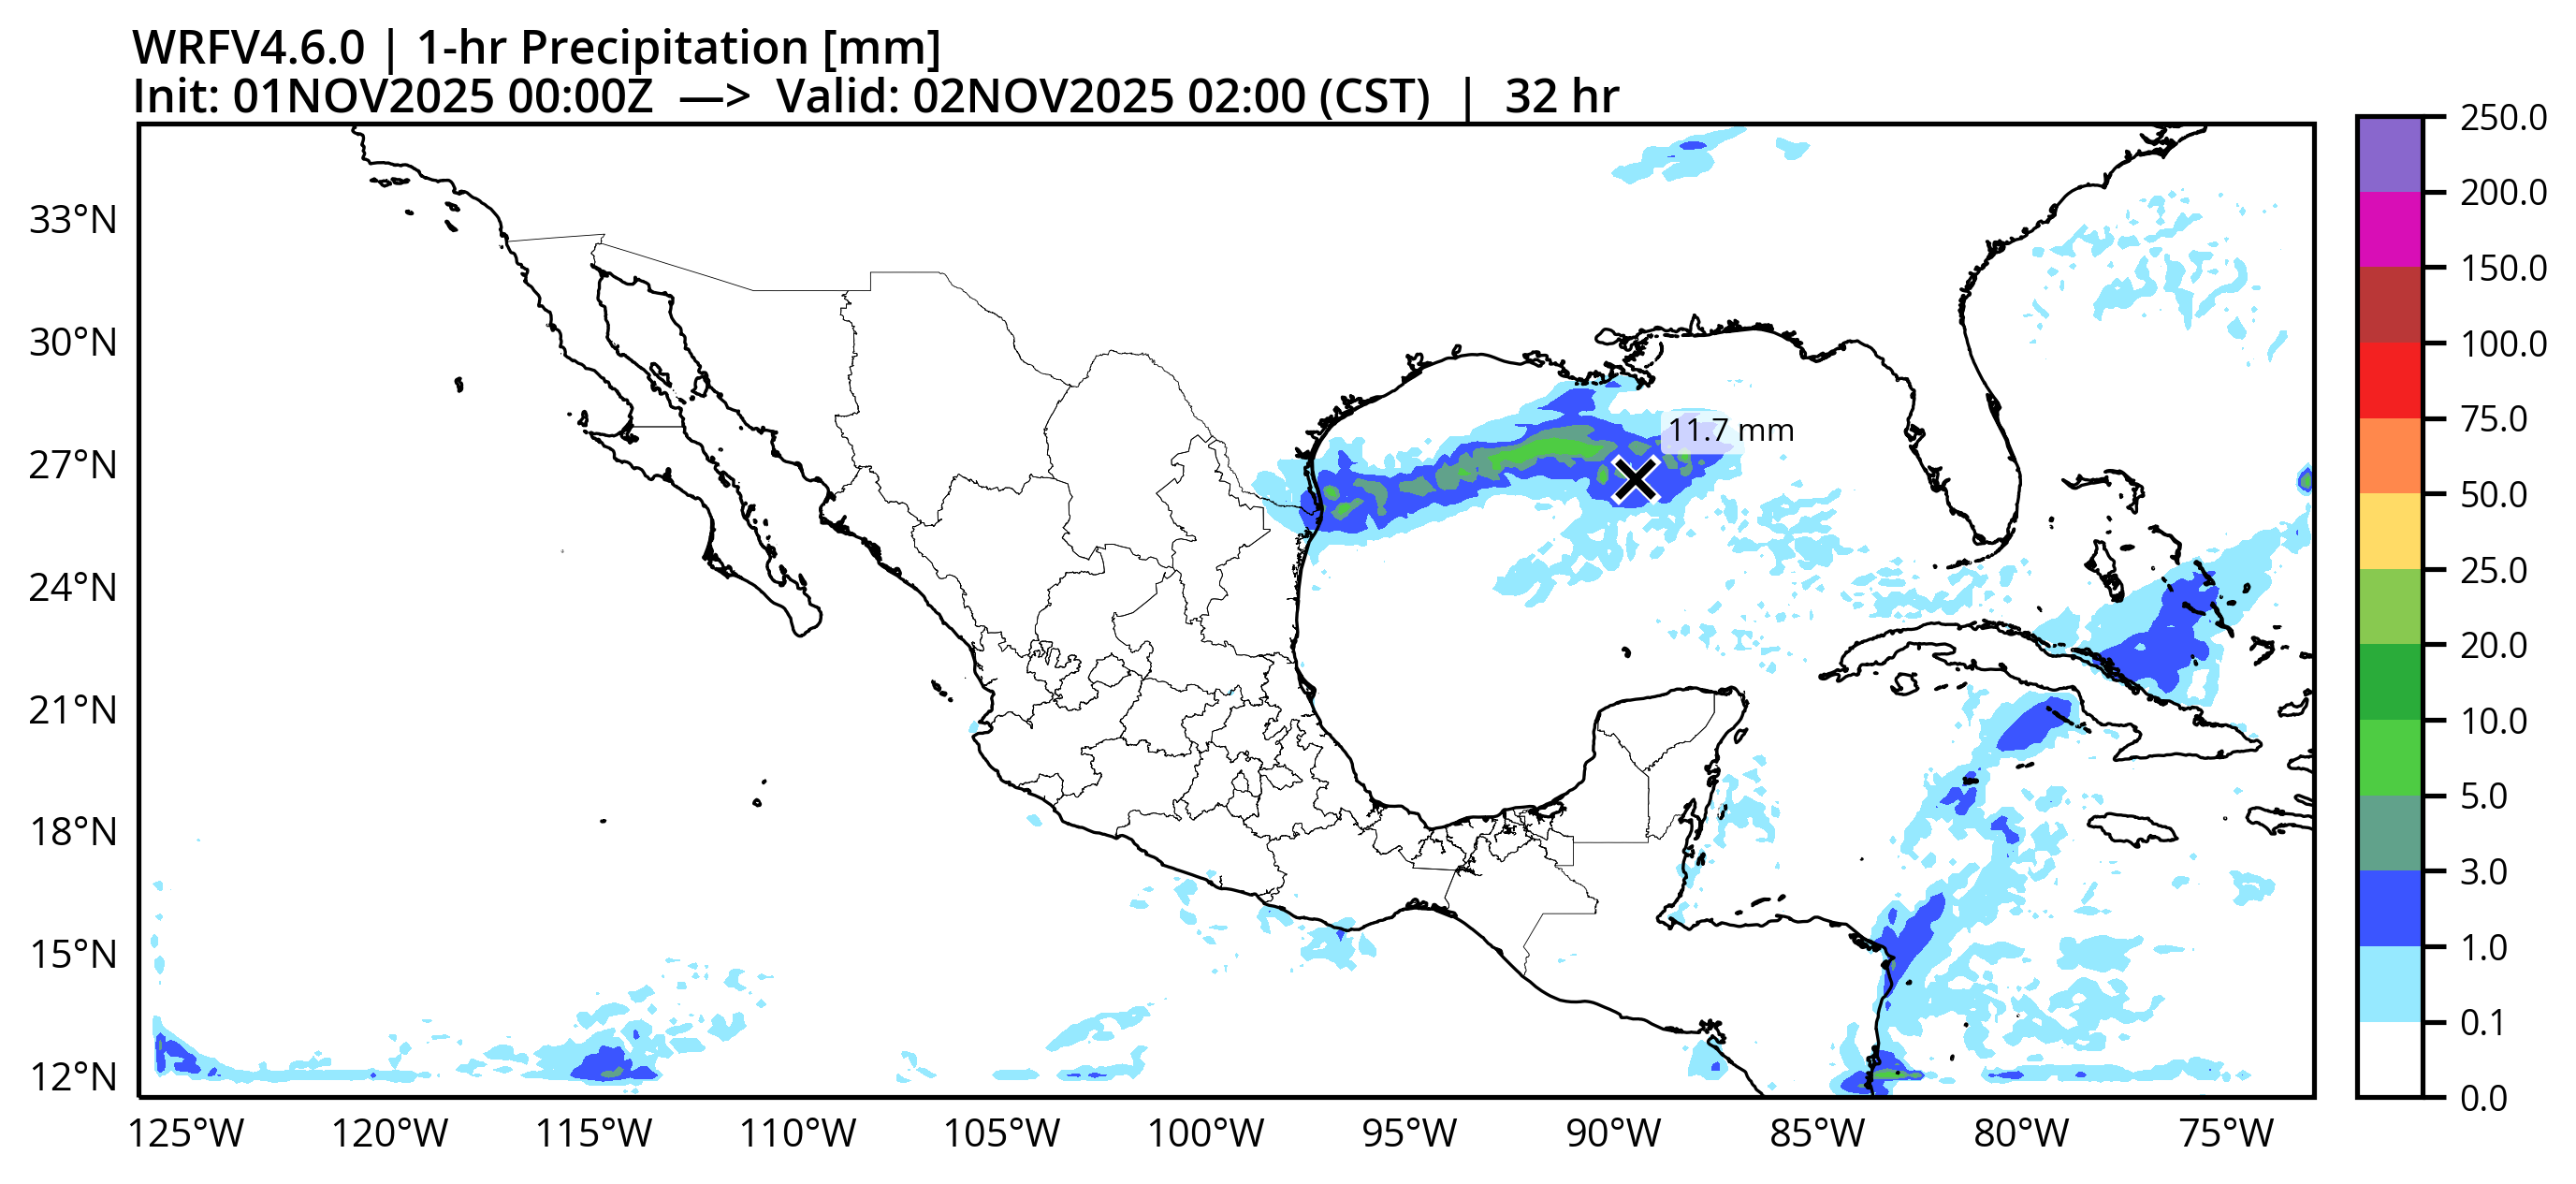 WRFV4.6.0 | 1-hr Precipitation [mm]
Init: 01NOV2025 00:00Z —> Valid: 02NOV2025 02:00 (CST) | 32 hr
33°N
30°N
27°N
24°N
21°N
18°N
15°N
12°N
11.7 mm
125°W 120°W 115°W 110°W 105°W 100°W 95°W 90°W 85°W 80°W 75°W
250.0
200.0
150.0
100.0
75.0
50.0
25.0
20.0
10.0
5.0
3.0
1.0
0.1
0.0